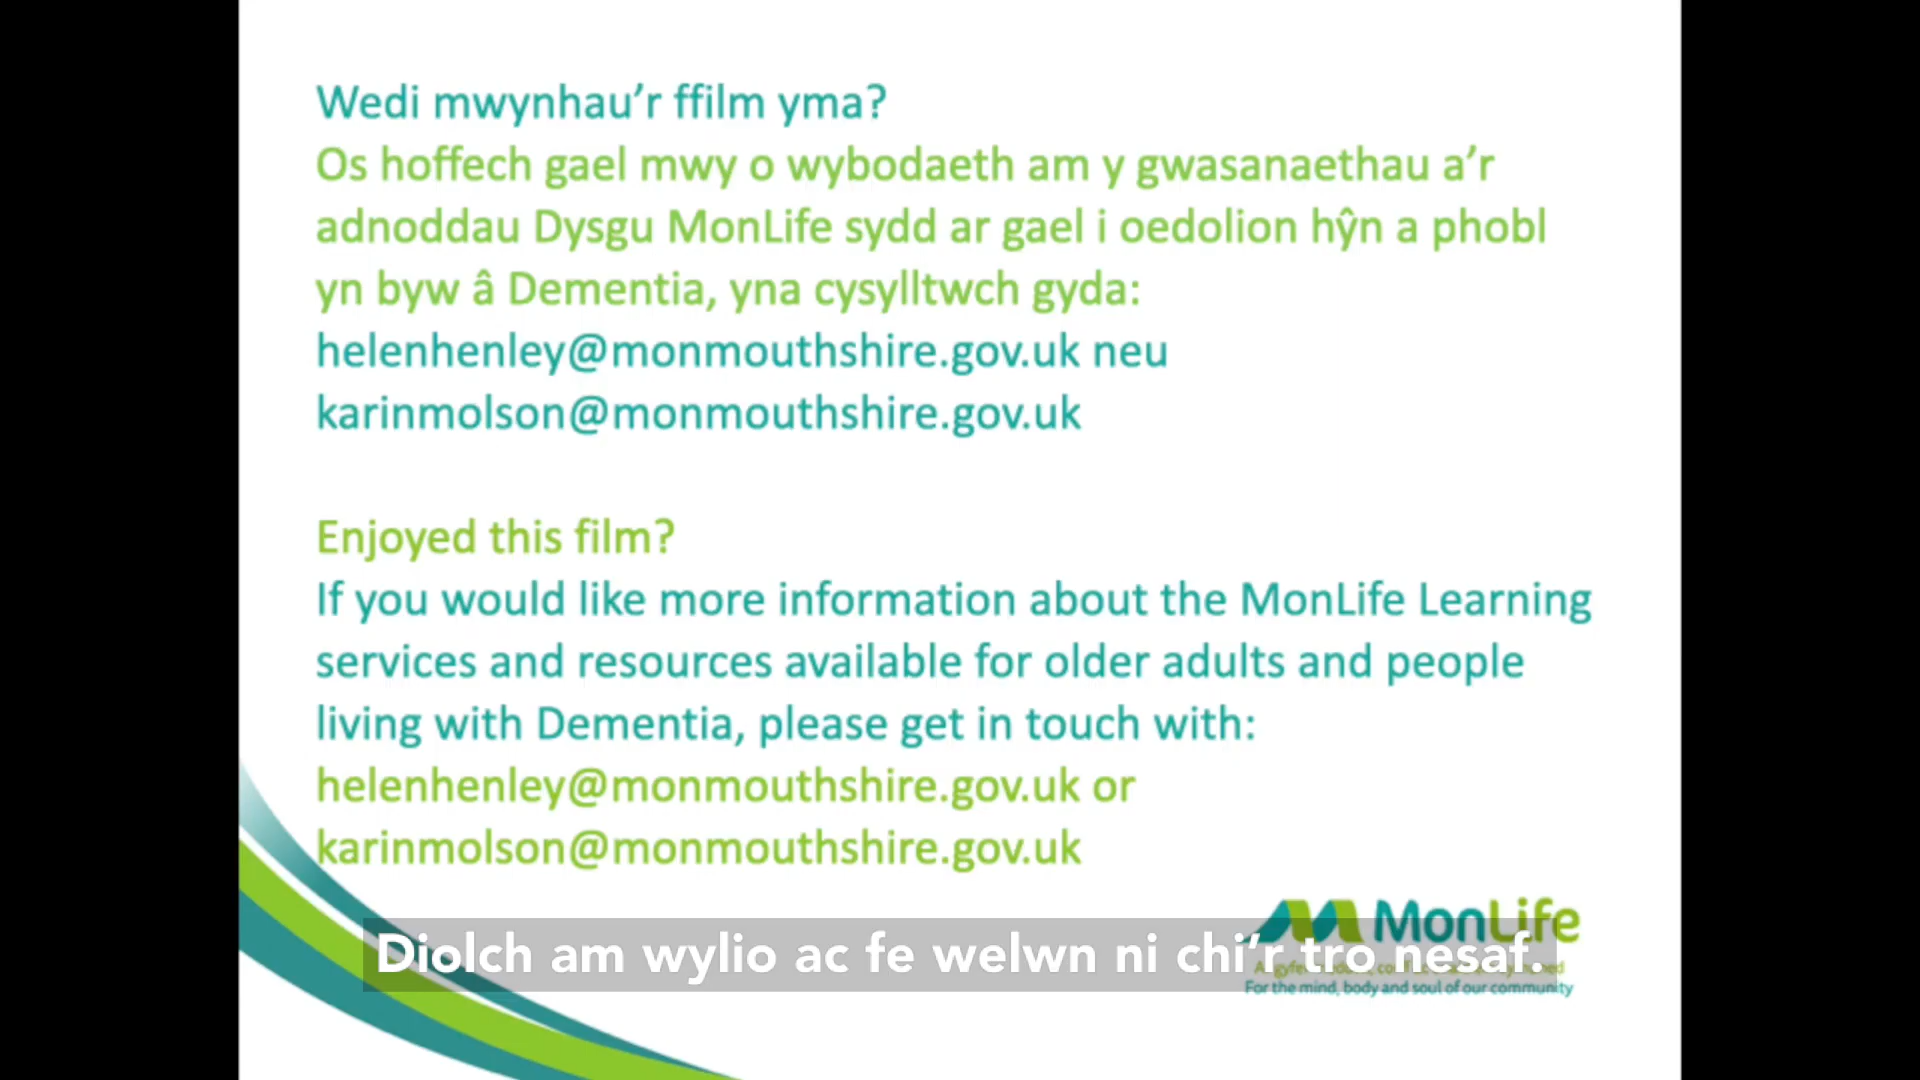 Wedi mwynhau’r ffilm yma?
Os hoffech gael mwy o wybodaeth am y gwasanaethau a’r
adnoddau Dysgu MonLife sydd ar gael i oedolion hŷn a phobl
yn byw â Dementia, yna cysylltwch gyda:
helenhenley@monmouthshire.gov.uk neu
karinmolson@monmouthshire.gov.uk
Enjoyed this film?
If you would like more information about the MonLife Learning
services and resources available for older adults and people
living with Dementia, please get in touch with:
helenhenley@monmouthshire.gov.uk or
karinmolson@monmouthshire.gov.uk
MonLife
Diolch am wylio ac fe welwn ni chi’r tro nesaf.
For the mind, body and soul of our community